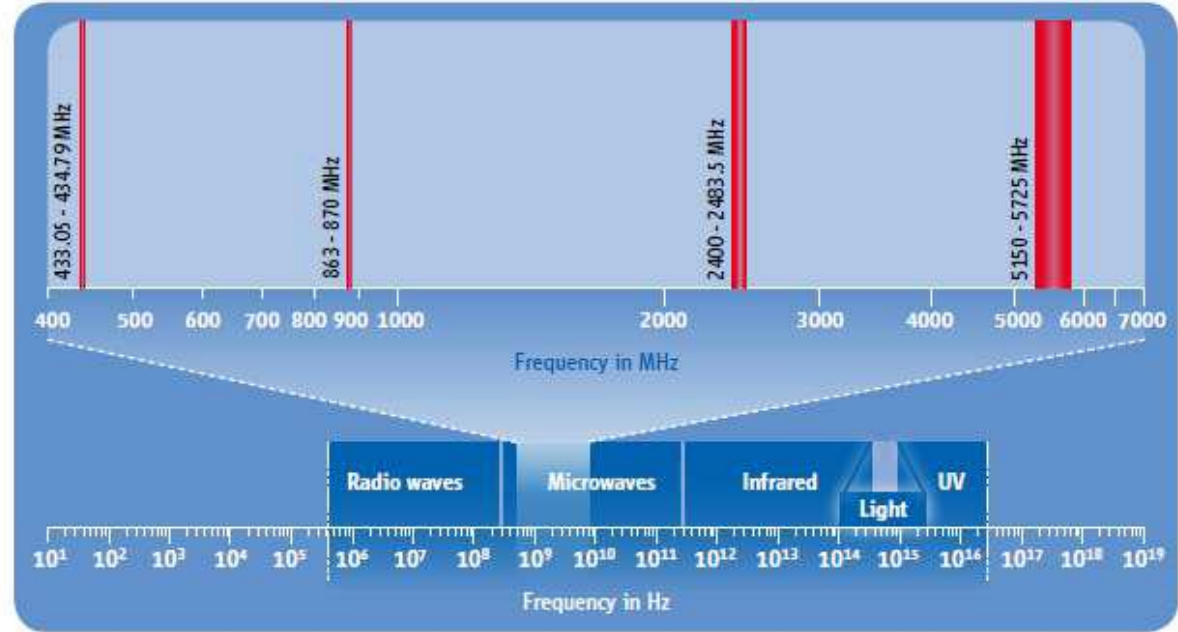 433.05 - 434.79 MHz
863 - 870 MHz
2400 - 2483.5 MHz
5150 - 5725 MHz
400 500 600 700 800 900 1000 2000 3000 4000 5000 6000 7000
Frequency in MHz
Radio waves Microwaves Infrared UV
Light
10¹ 10² 10³ 10⁴ 10⁵ 10⁶ 10⁷ 10⁸ 10⁹ 10¹⁰ 10¹¹ 10¹² 10¹³ 10¹⁴ 10¹⁵ 10¹⁶ 10¹⁷ 10¹⁸ 10¹⁹
Frequency in Hz